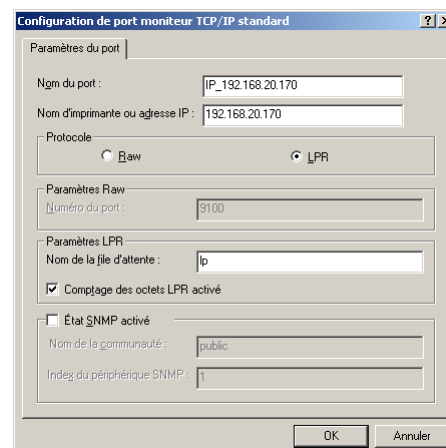 Configuration de port moniteur TCP/IP standard
Paramètres du port
Nom du port : IP_192.168.20.170
Nom d'imprimante ou adresse IP : 192.168.20.170
Protocole
Raw LPR
Paramètres Raw
Numéro du port : 9100
Paramètres LPR
Nom de la file d'attente : lp
Comptage des octets LPR activé
État SNMP activé
Nom de la communauté : public
Index du périphérique SNMP : 1
OK Annuler